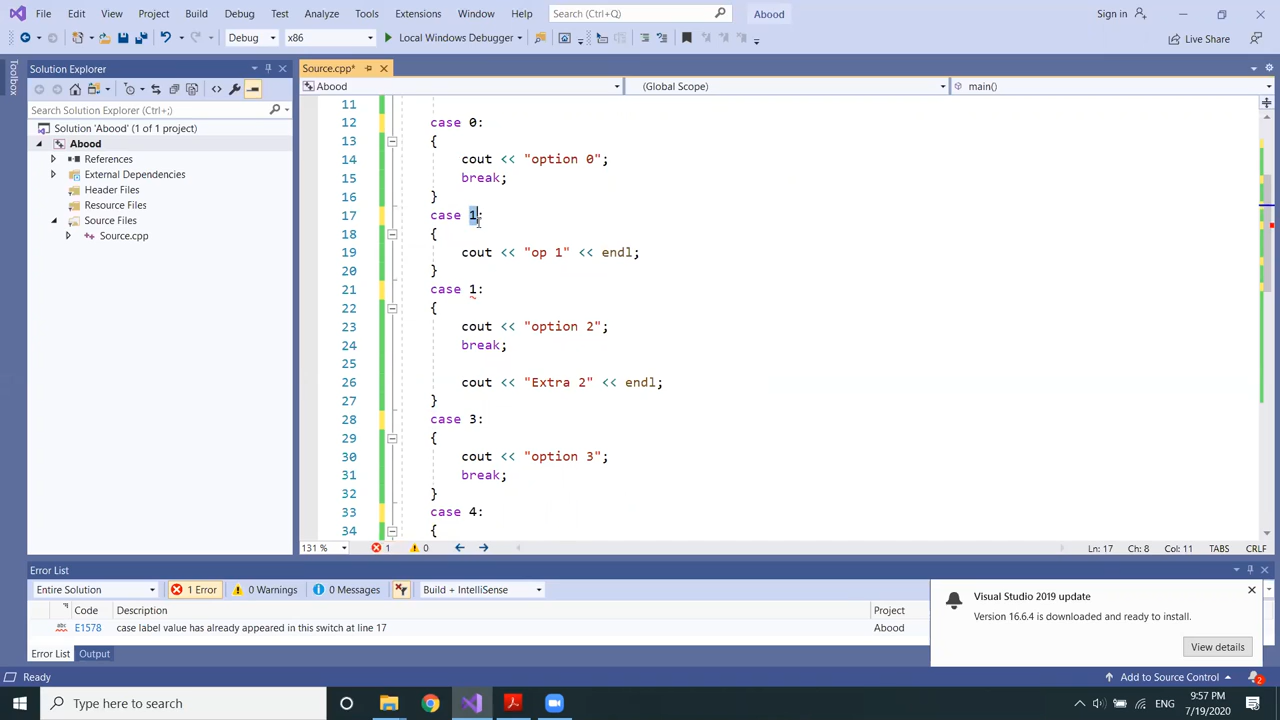 File Edit View Project Build Debug Test Analyze Tools Extensions Window Help Search (Ctrl+Q) Abood Sign in
Debug x86 Local Windows Debugger Live Share
Toolbox
Solution Explorer
Search Solution Explorer (Ctrl+;)
Solution 'Abood' (1 of 1 project)
Abood
References
External Dependencies
Header Files
Resource Files
Source Files
Source.cpp
Source.cpp*
Abood (Global Scope) main()
11
12 case 0:
13 {
14 cout << "option 0";
15 break;
16 }
17 case 1:
18 {
19 cout << "op 1" << endl;
20 }
21 case 1:
22 {
23 cout << "option 2";
24 break;
25
26 cout << "Extra 2" << endl;
27 }
28 case 3:
29 {
30 cout << "option 3";
31 break;
32 }
33 case 4:
34 {
131 % 1 0 Ln: 17 Ch: 8 Col: 11 TABS CRLF
Error List
Entire Solution 1 Error 0 Warnings 0 Messages Build + IntelliSense
Code Description Project
E1578 case label value has already appeared in this switch at line 17 Abood
Error List Output
Visual Studio 2019 update
Version 16.6.4 is downloaded and ready to install.
View details
Ready Add to Source Control 2
Type here to search ENG 9:57 PM 7/19/2020